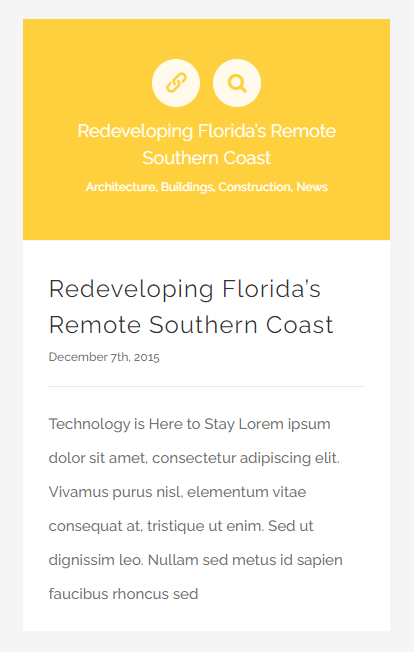 Redeveloping Florida’s Remote
Southern Coast
Architecture, Buildings, Construction, News
Redeveloping Florida’s
Remote Southern Coast
December 7th, 2015
Technology is Here to Stay Lorem ipsum
dolor sit amet, consectetur adipiscing elit.
Vivamus purus nisl, elementum vitae
consequat at, tristique ut enim. Sed ut
dignissim leo. Nullam sed metus id sapien
faucibus rhoncus sed